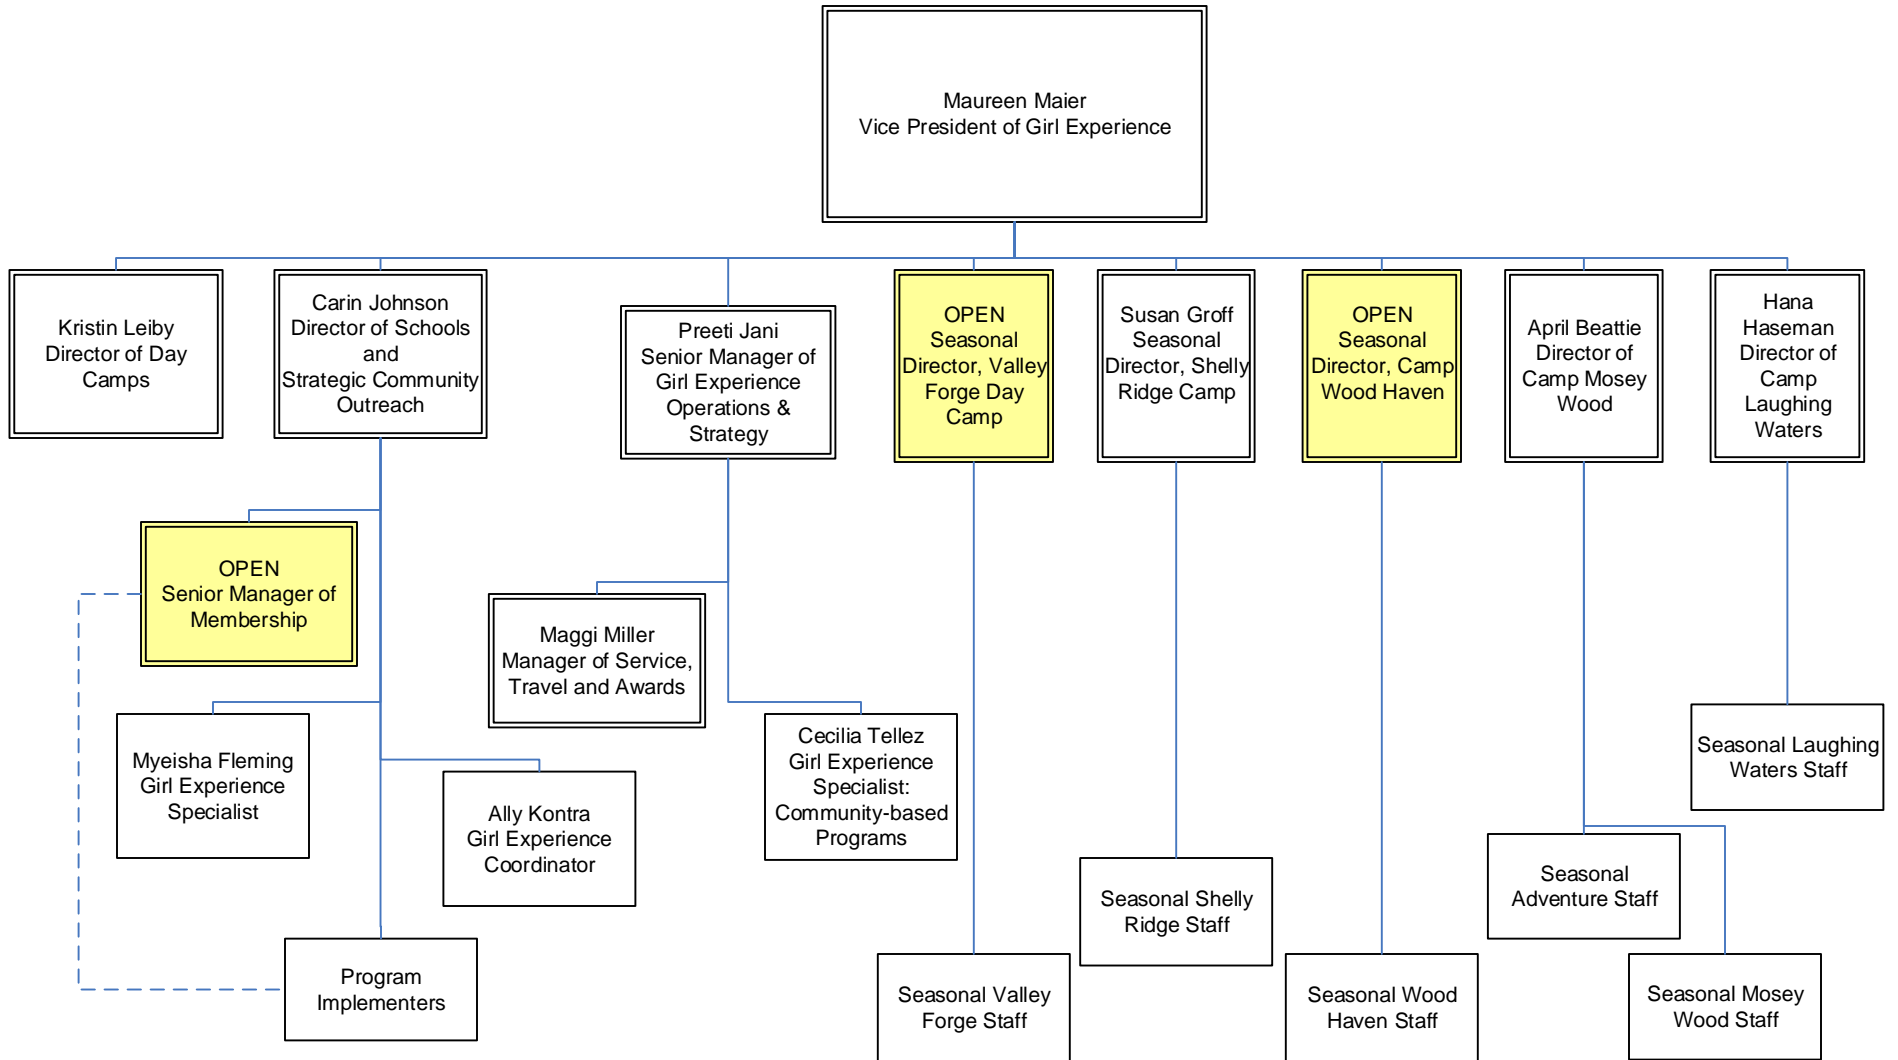 Maureen Maier
Vice President of Girl Experience
Kristin Leiby
Director of Day
Camps
Carin Johnson
Director of Schools
and
Strategic Community
Outreach
Preeti Jani
Senior Manager of
Girl Experience
Operations &
Strategy
OPEN
Seasonal
Director, Valley
Forge Day
Camp
Susan Groff
Seasonal
Director, Shelly
Ridge Camp
OPEN
Seasonal
Director, Camp
Wood Haven
April Beattie
Director of
Camp Mosey
Wood
Hana
Haseman
Director of
Camp
Laughing
Waters
OPEN
Senior Manager of
Membership
Maggi Miller
Manager of Service,
Travel and Awards
Myeisha Fleming
Girl Experience
Specialist
Ally Kontra
Girl Experience
Coordinator
Cecilia Tellez
Girl Experience
Specialist:
Community-based
Programs
Seasonal Laughing
Waters Staff
Seasonal
Adventure Staff
Seasonal Shelly
Ridge Staff
Program
Implementers
Seasonal Valley
Forge Staff
Seasonal Wood
Haven Staff
Seasonal Mosey
Wood Staff